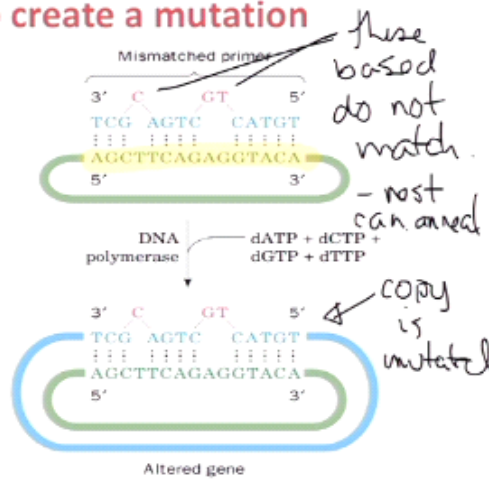 create a mutation
Mismatched primer
3′ C GT 5′
TCG AGTC CATGT
AGCTTCAGAGGTACA
5′ 3′
these
based
do not
match.
- rest
can anneal
DNA
polymerase
dATP + dCTP +
dGTP + dTTP
copy
is
mutated
3′ C GT 5′
TCG AGTC CATGT
AGCTTCAGAGGTACA
5′ 3′
Altered gene